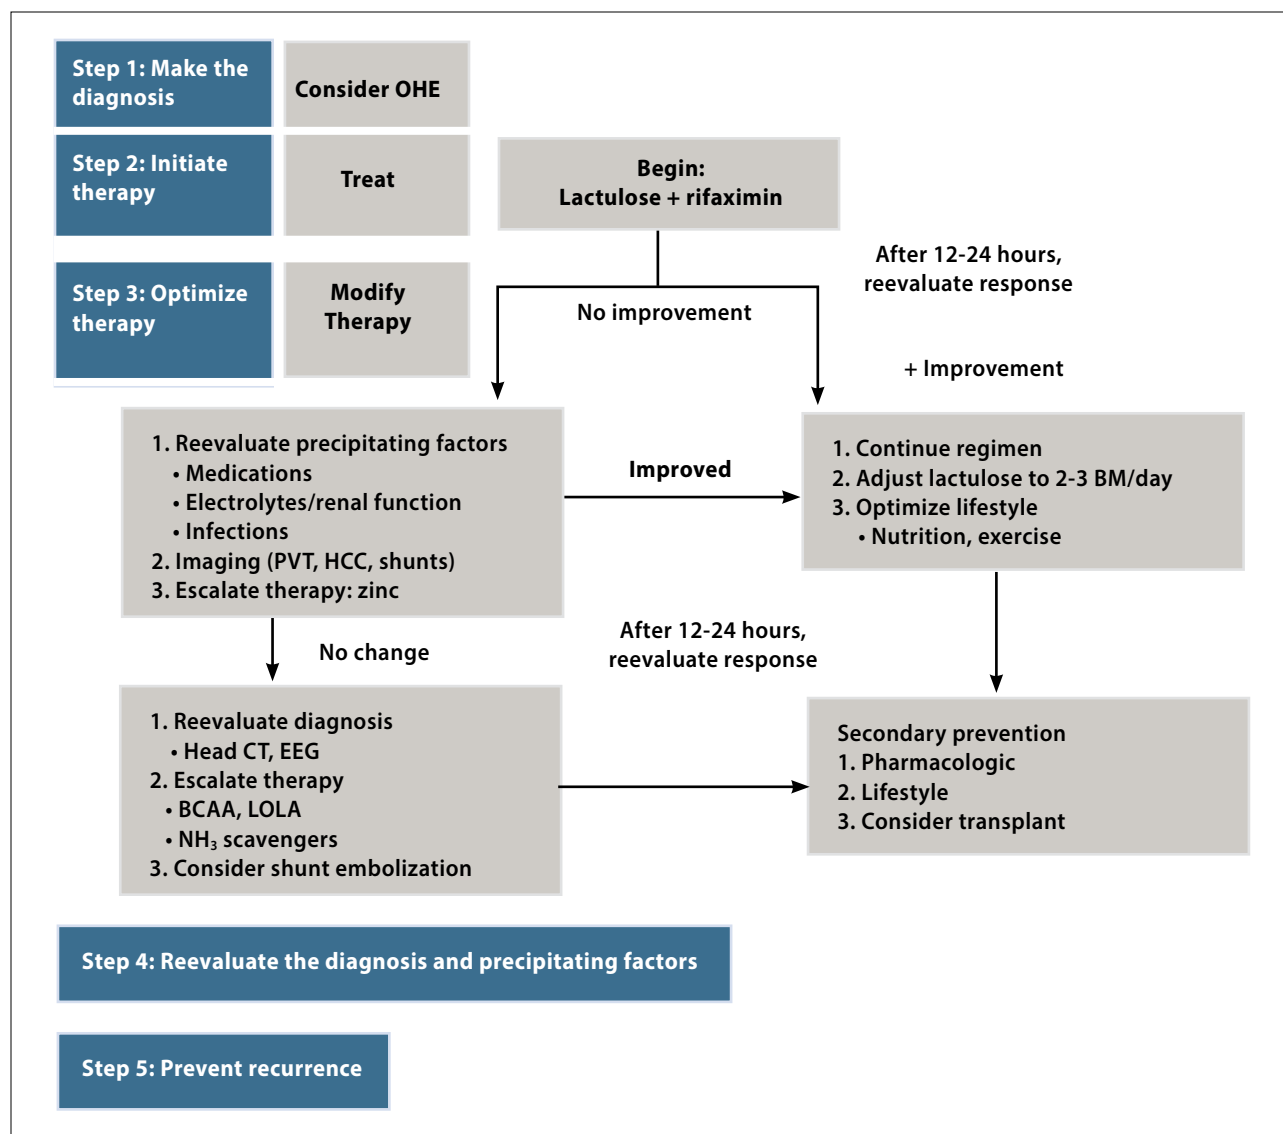 Step 1: Make the
diagnosis
Consider OHE
Step 2: Initiate
therapy
Treat
Begin:
Lactulose + rifaximin
Step 3: Optimize
therapy
Modify
Therapy
After 12-24 hours,
reevaluate response
No improvement
+ Improvement
1. Reevaluate precipitating factors
• Medications
• Electrolytes/renal function
• Infections
2. Imaging (PVT, HCC, shunts)
3. Escalate therapy: zinc
Improved
1. Continue regimen
2. Adjust lactulose to 2-3 BM/day
3. Optimize lifestyle
• Nutrition, exercise
No change
After 12-24 hours,
reevaluate response
1. Reevaluate diagnosis
• Head CT, EEG
2. Escalate therapy
• BCAA, LOLA
• NH₃ scavengers
3. Consider shunt embolization
Secondary prevention
1. Pharmacologic
2. Lifestyle
3. Consider transplant
Step 4: Reevaluate the diagnosis and precipitating factors
Step 5: Prevent recurrence